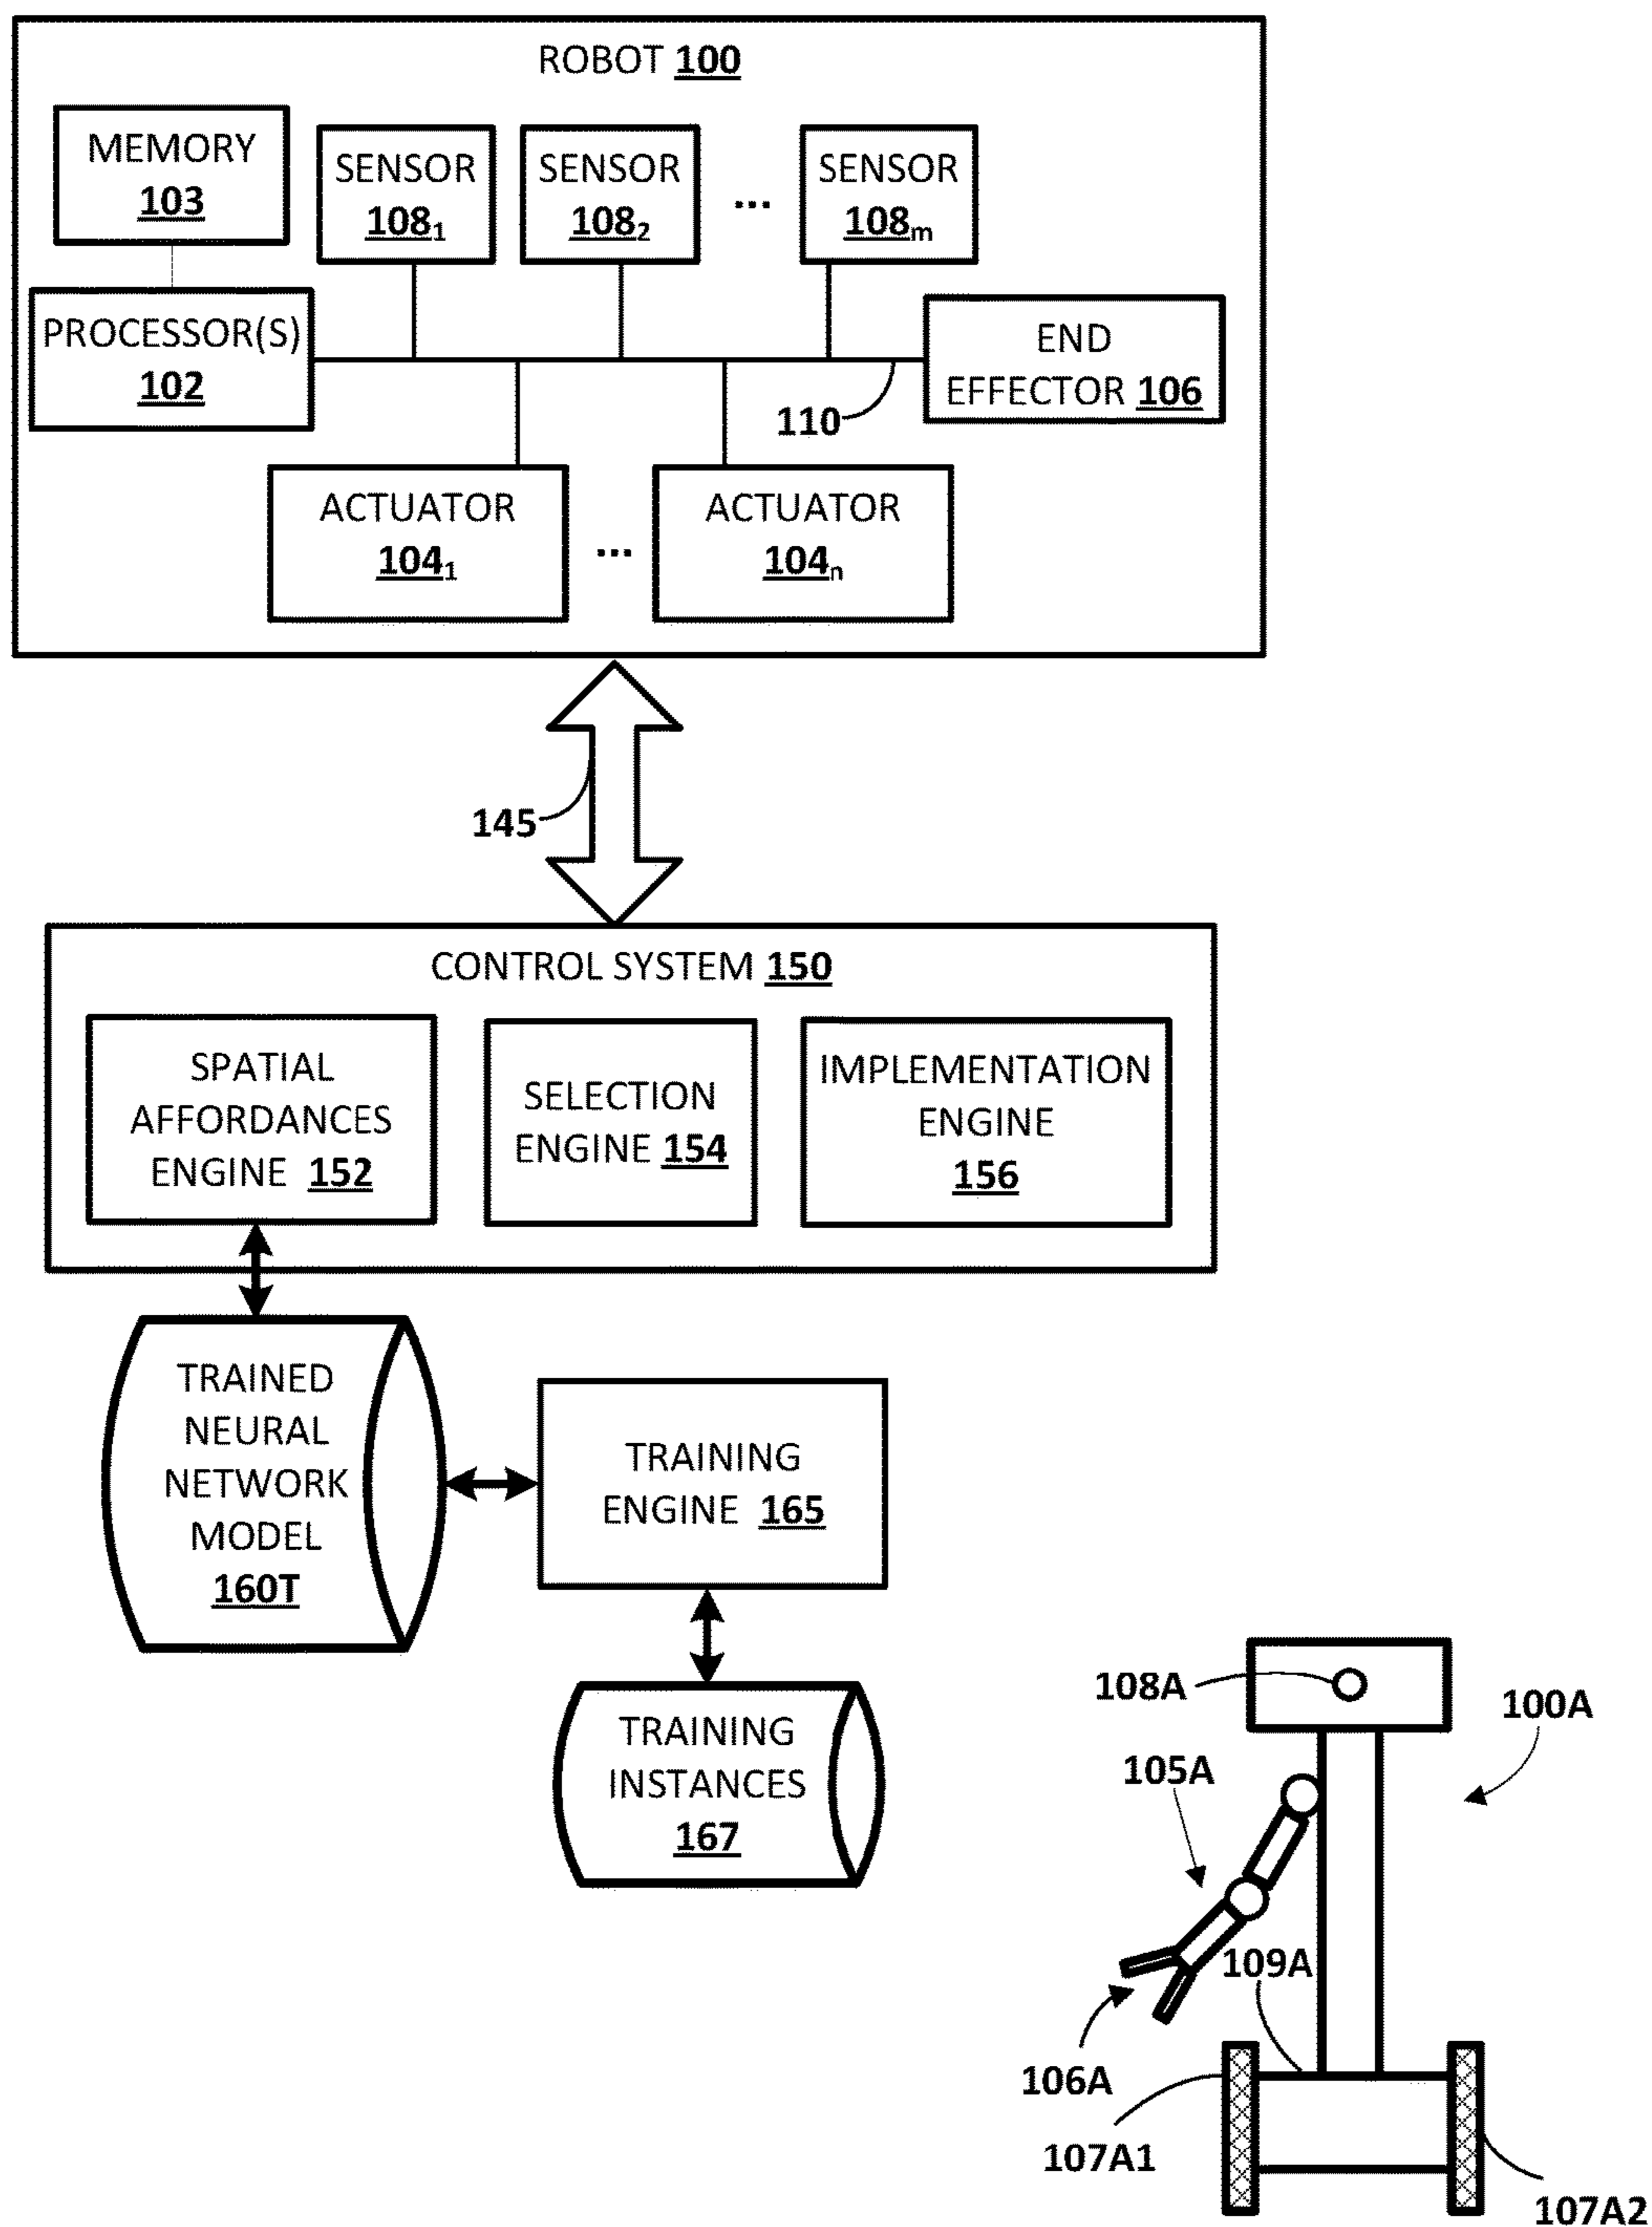 ROBOT 100
MEMORY
103
SENSOR
108₁
SENSOR
108₂
...
SENSOR
108ₘ
PROCESSOR(S)
102
END
EFFECTOR 106
110
ACTUATOR
104₁
...
ACTUATOR
104ₙ
145
CONTROL SYSTEM 150
SPATIAL
AFFORDANCES
ENGINE 152
SELECTION
ENGINE 154
IMPLEMENTATION
ENGINE
156
TRAINED
NEURAL
NETWORK
MODEL
160T
TRAINING
ENGINE 165
TRAINING
INSTANCES
167
108A
100A
105A
109A
106A
107A1
107A2